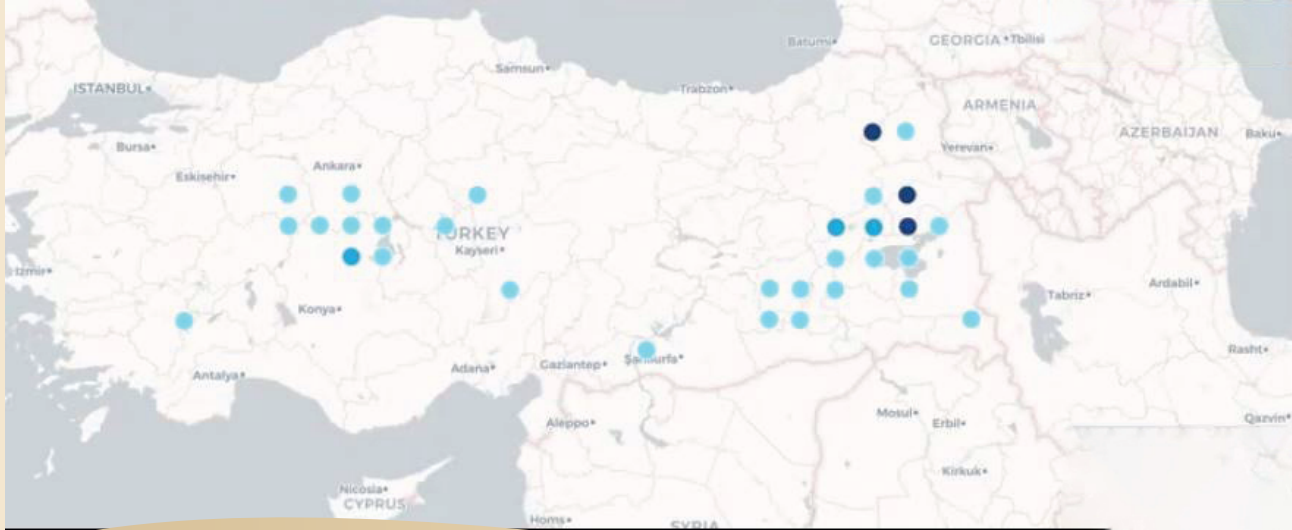 Batumi
GEORGIA
Tbilisi
Samsun
ISTANBUL
Trabzon
ARMENIA
AZERBAIJAN
Baku
Bursa
Yerevan
Ankara
Eskisehir
TURKEY
Kayseri
Izmir
Ardabil
Tabriz
Konya
Rasht
Gaziantep
Adana
Antalya
Mosul
Erbil
Qazvin
Aleppo
Kirkuk
Nicosia
CYPRUS
Homs
SYRIA